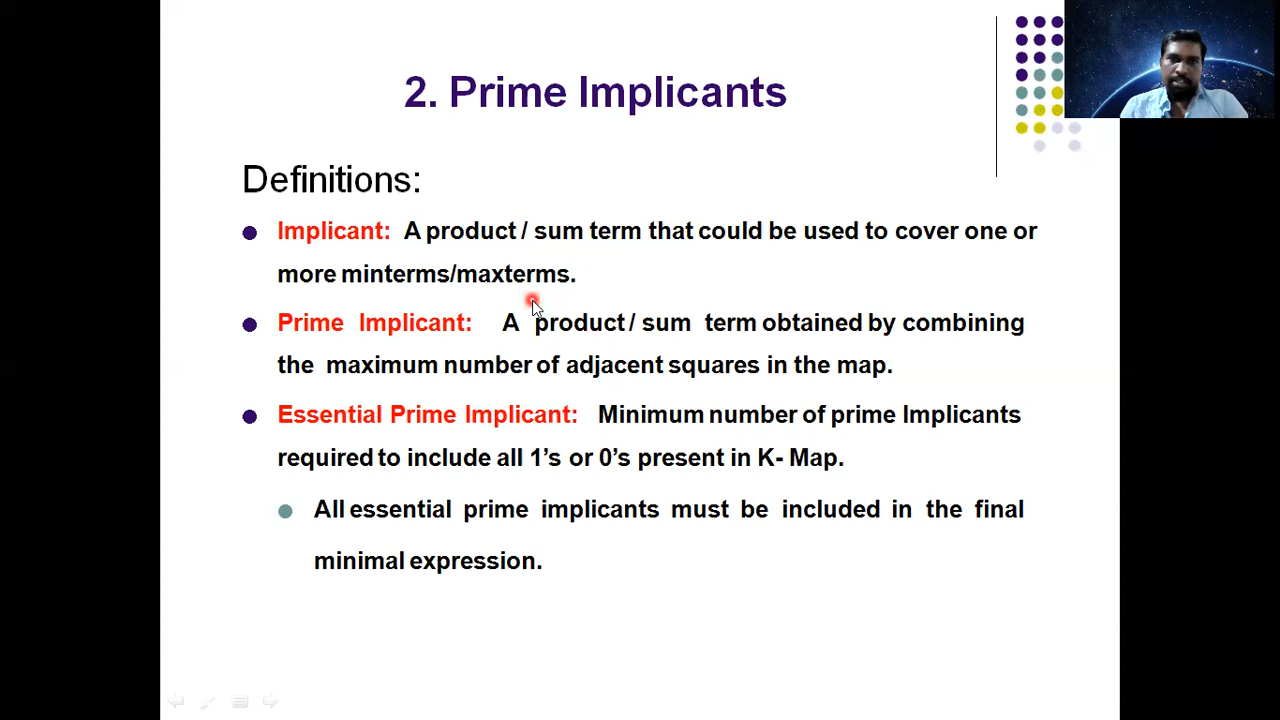 2. Prime Implicants
Definitions:
Implicant: A product / sum term that could be used to cover one or
more minterms/maxterms.
Prime Implicant: A product / sum term obtained by combining
the maximum number of adjacent squares in the map.
Essential Prime Implicant: Minimum number of prime Implicants
required to include all 1's or 0's present in K- Map.
All essential prime implicants must be included in the final
minimal expression.